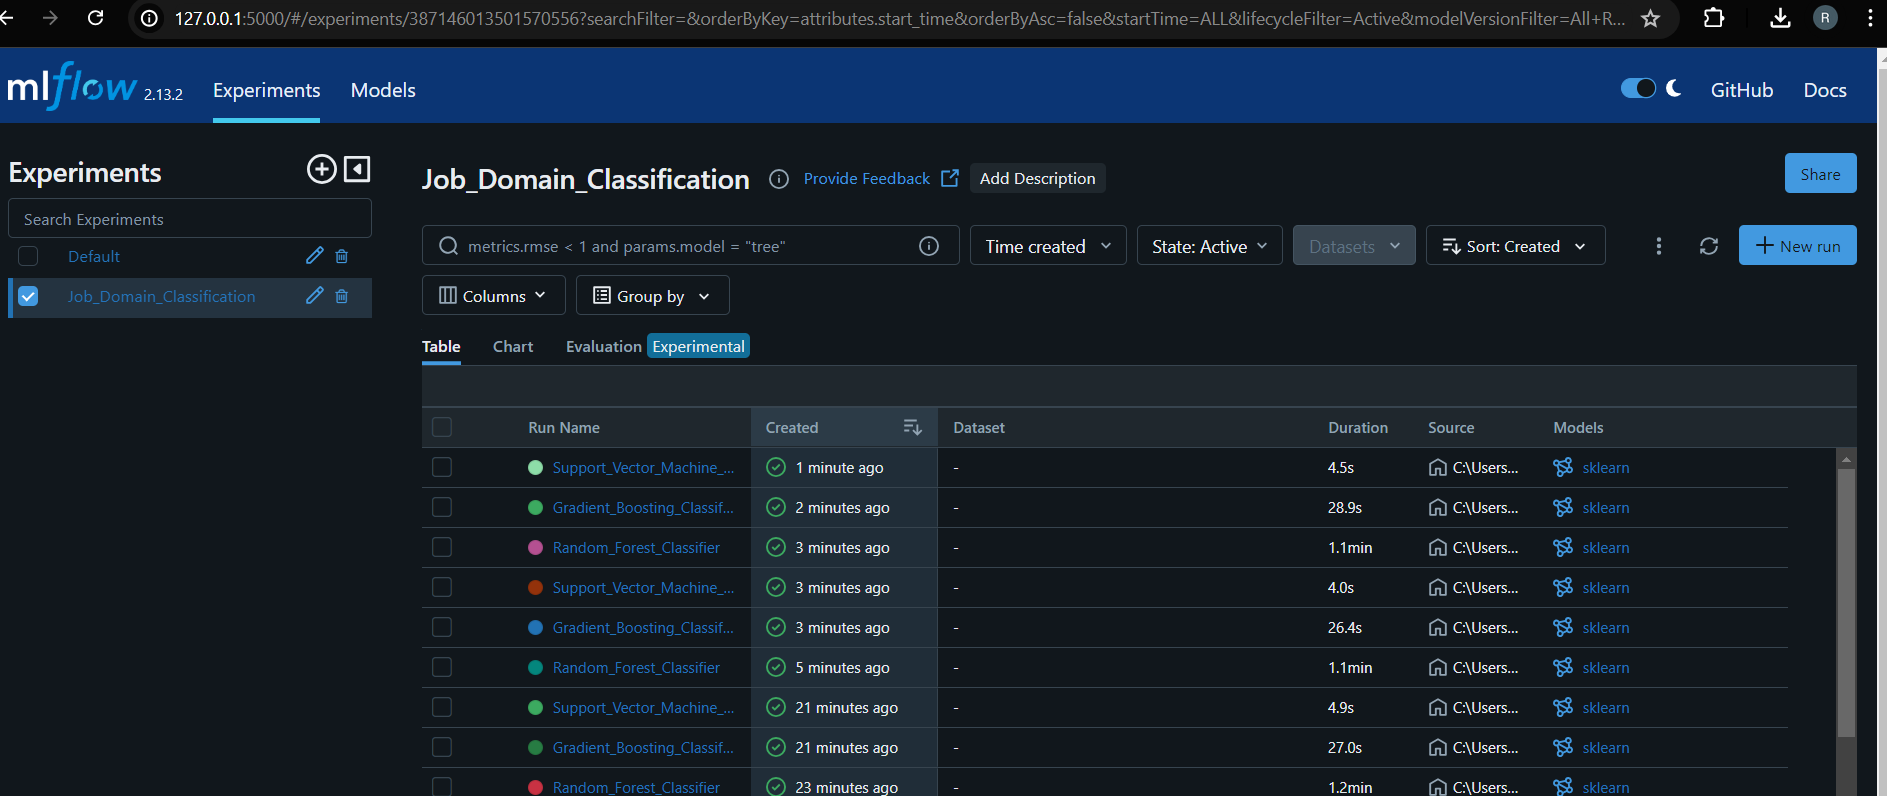 127.0.0.1:5000/#/experiments/387146013501570556?searchFilter=&orderByKey=attributes.start_time&orderByAsc=false&startTime=ALL&lifecycleFilter=Active&modelVersionFilter=All+R...
R
mlflow 2.13.2 Experiments Models GitHub Docs
Experiments
Search Experiments
Default
Job_Domain_Classification
Job_Domain_Classification Provide Feedback Add Description Share
metrics.rmse < 1 and params.model = "tree" Time created State: Active Datasets Sort: Created New run
Columns Group by
Table Chart Evaluation Experimental
Run Name Created Dataset Duration Source Models
Support_Vector_Machine_... 1 minute ago - 4.5s C:\Users... sklearn
Gradient_Boosting_Classif... 2 minutes ago - 28.9s C:\Users... sklearn
Random_Forest_Classifier 3 minutes ago - 1.1min C:\Users... sklearn
Support_Vector_Machine_... 3 minutes ago - 4.0s C:\Users... sklearn
Gradient_Boosting_Classif... 3 minutes ago - 26.4s C:\Users... sklearn
Random_Forest_Classifier 5 minutes ago - 1.1min C:\Users... sklearn
Support_Vector_Machine_... 21 minutes ago - 4.9s C:\Users... sklearn
Gradient_Boosting_Classif... 21 minutes ago - 27.0s C:\Users... sklearn
Random_Forest_Classifier 23 minutes ago - 1.2min C:\Users... sklearn